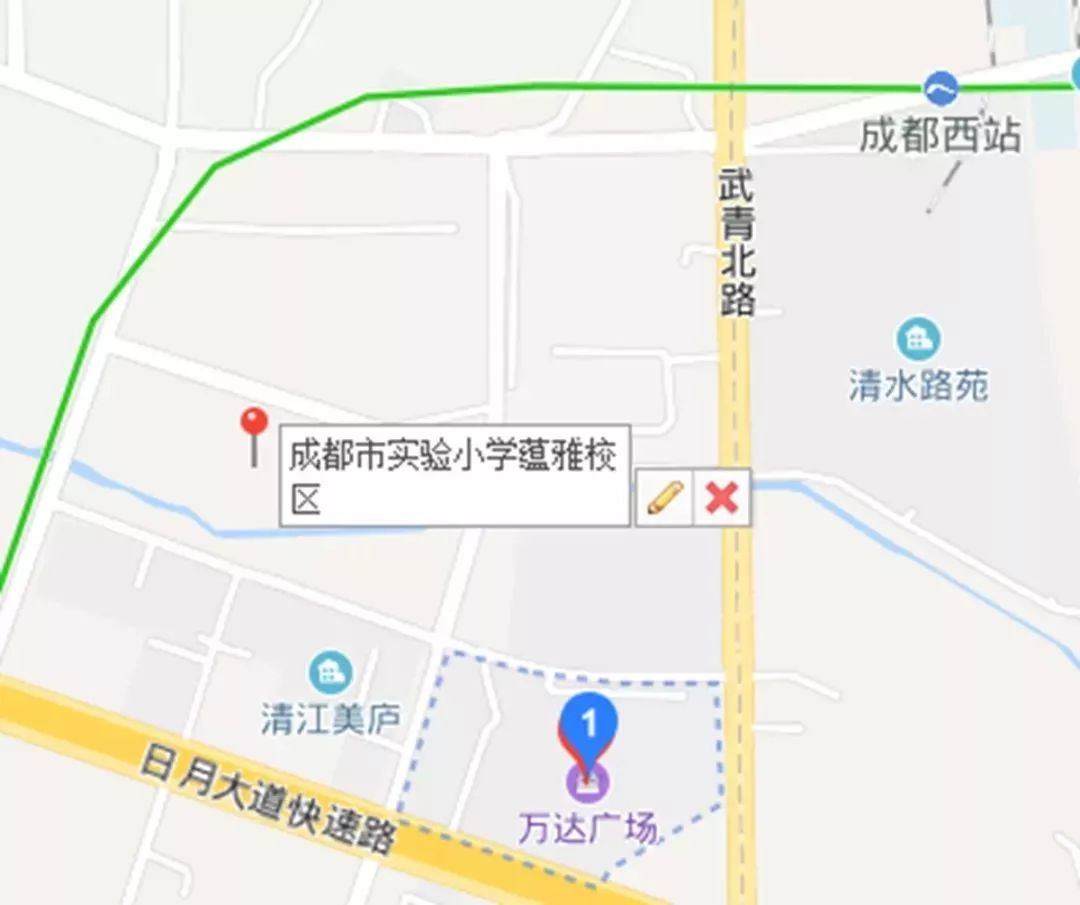 成都西站
武青北路
清水路苑
成都市实验小学蕴雅校
区
清江美庐
1
日月大道快速路
万达广场